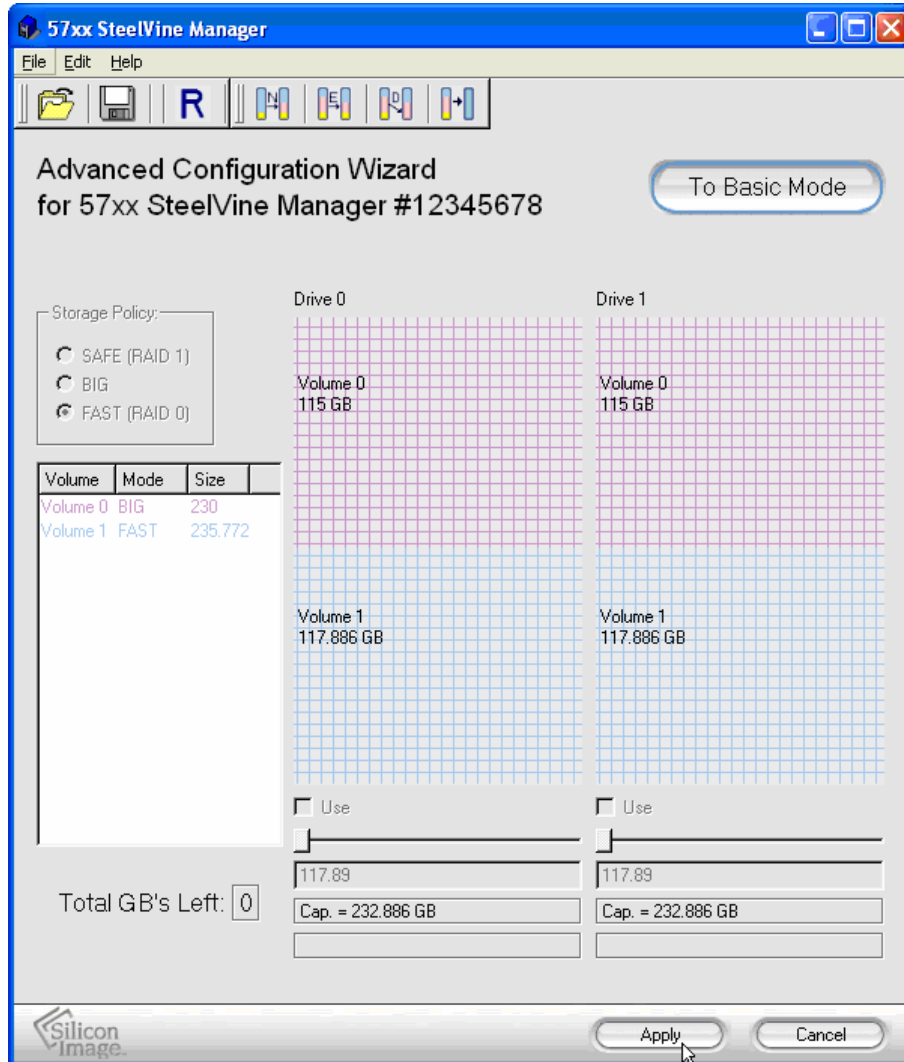 57xx SteelVine Manager
File Edit Help
R N E D
Advanced Configuration Wizard
for 57xx SteelVine Manager #12345678
To Basic Mode
Storage Policy:
SAFE (RAID 1)
BIG
FAST (RAID 0)
Volume Mode Size
Volume 0 BIG 230
Volume 1 FAST 235.772
Total GB's Left: 0
Drive 0
Volume 0
115 GB
Volume 1
117.886 GB
Use
117.89
Cap. = 232.886 GB
Drive 1
Volume 0
115 GB
Volume 1
117.886 GB
Use
117.89
Cap. = 232.886 GB
Silicon
Image.
Apply Cancel